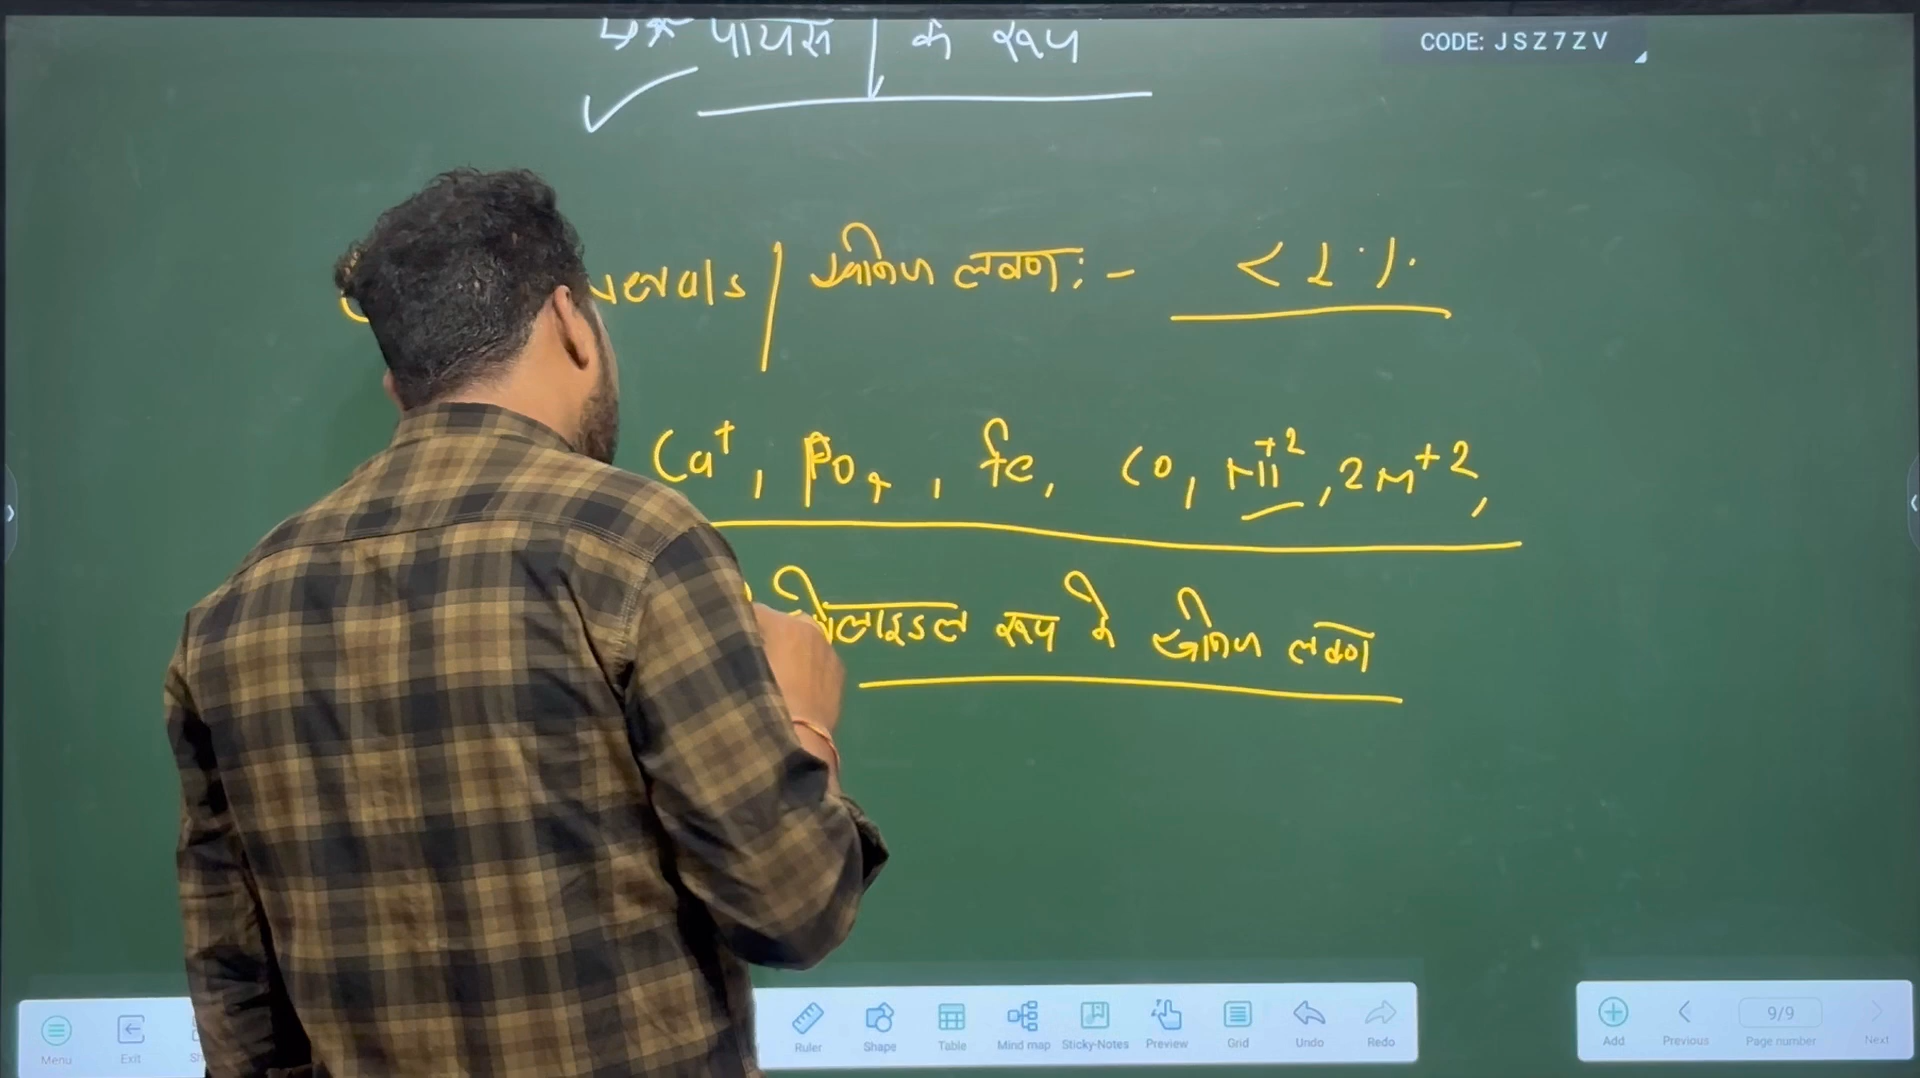 पायस / के रूप
CODE: JSZ7ZV
nerals / खनिज लवण :- < 1%
Ca⁺, PO₄, Fe, CO, Mn⁺², Zn⁺²,
कोलाइडल रूप के खनिज लवण
Menu Exit Ruler Shape Table Mind map Sticky-Notes Preview Grid Undo Redo Add Previous 9/9 Page number Next